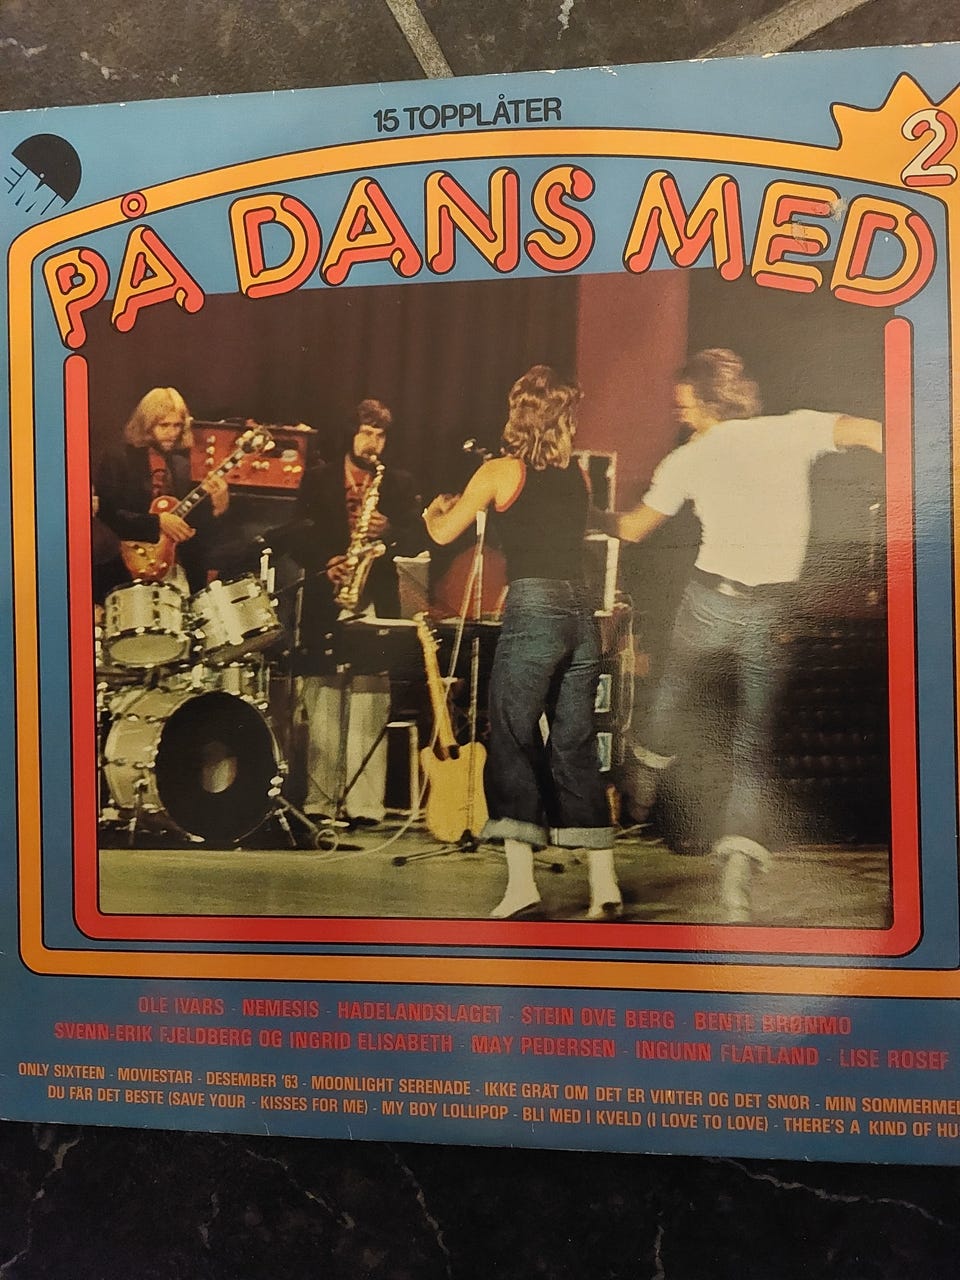 15 TOPPLÅTER
2
PÅ DANS MED
OLE IVARS - NEMESIS - HADELANDSLAGET - STEIN OVE BERG - BENTE BRØNMO
SVENN-ERIK FJELDBERG OG INGRID ELISABETH - MAY PEDERSEN - INGUNN FLATLAND - LISE ROSEF
ONLY SIXTEEN - MOVIESTAR - DESEMBER '63 - MOONLIGHT SERENADE - IKKE GRÅT OM DET ER VINTER OG DET SNØR - MIN SOMMERMEL
DU FÅR DET BESTE (SAVE YOUR - KISSES FOR ME) - MY BOY LOLLIPOP - BLI MED I KVELD (I LOVE TO LOVE) - THERE'S A KIND OF HU